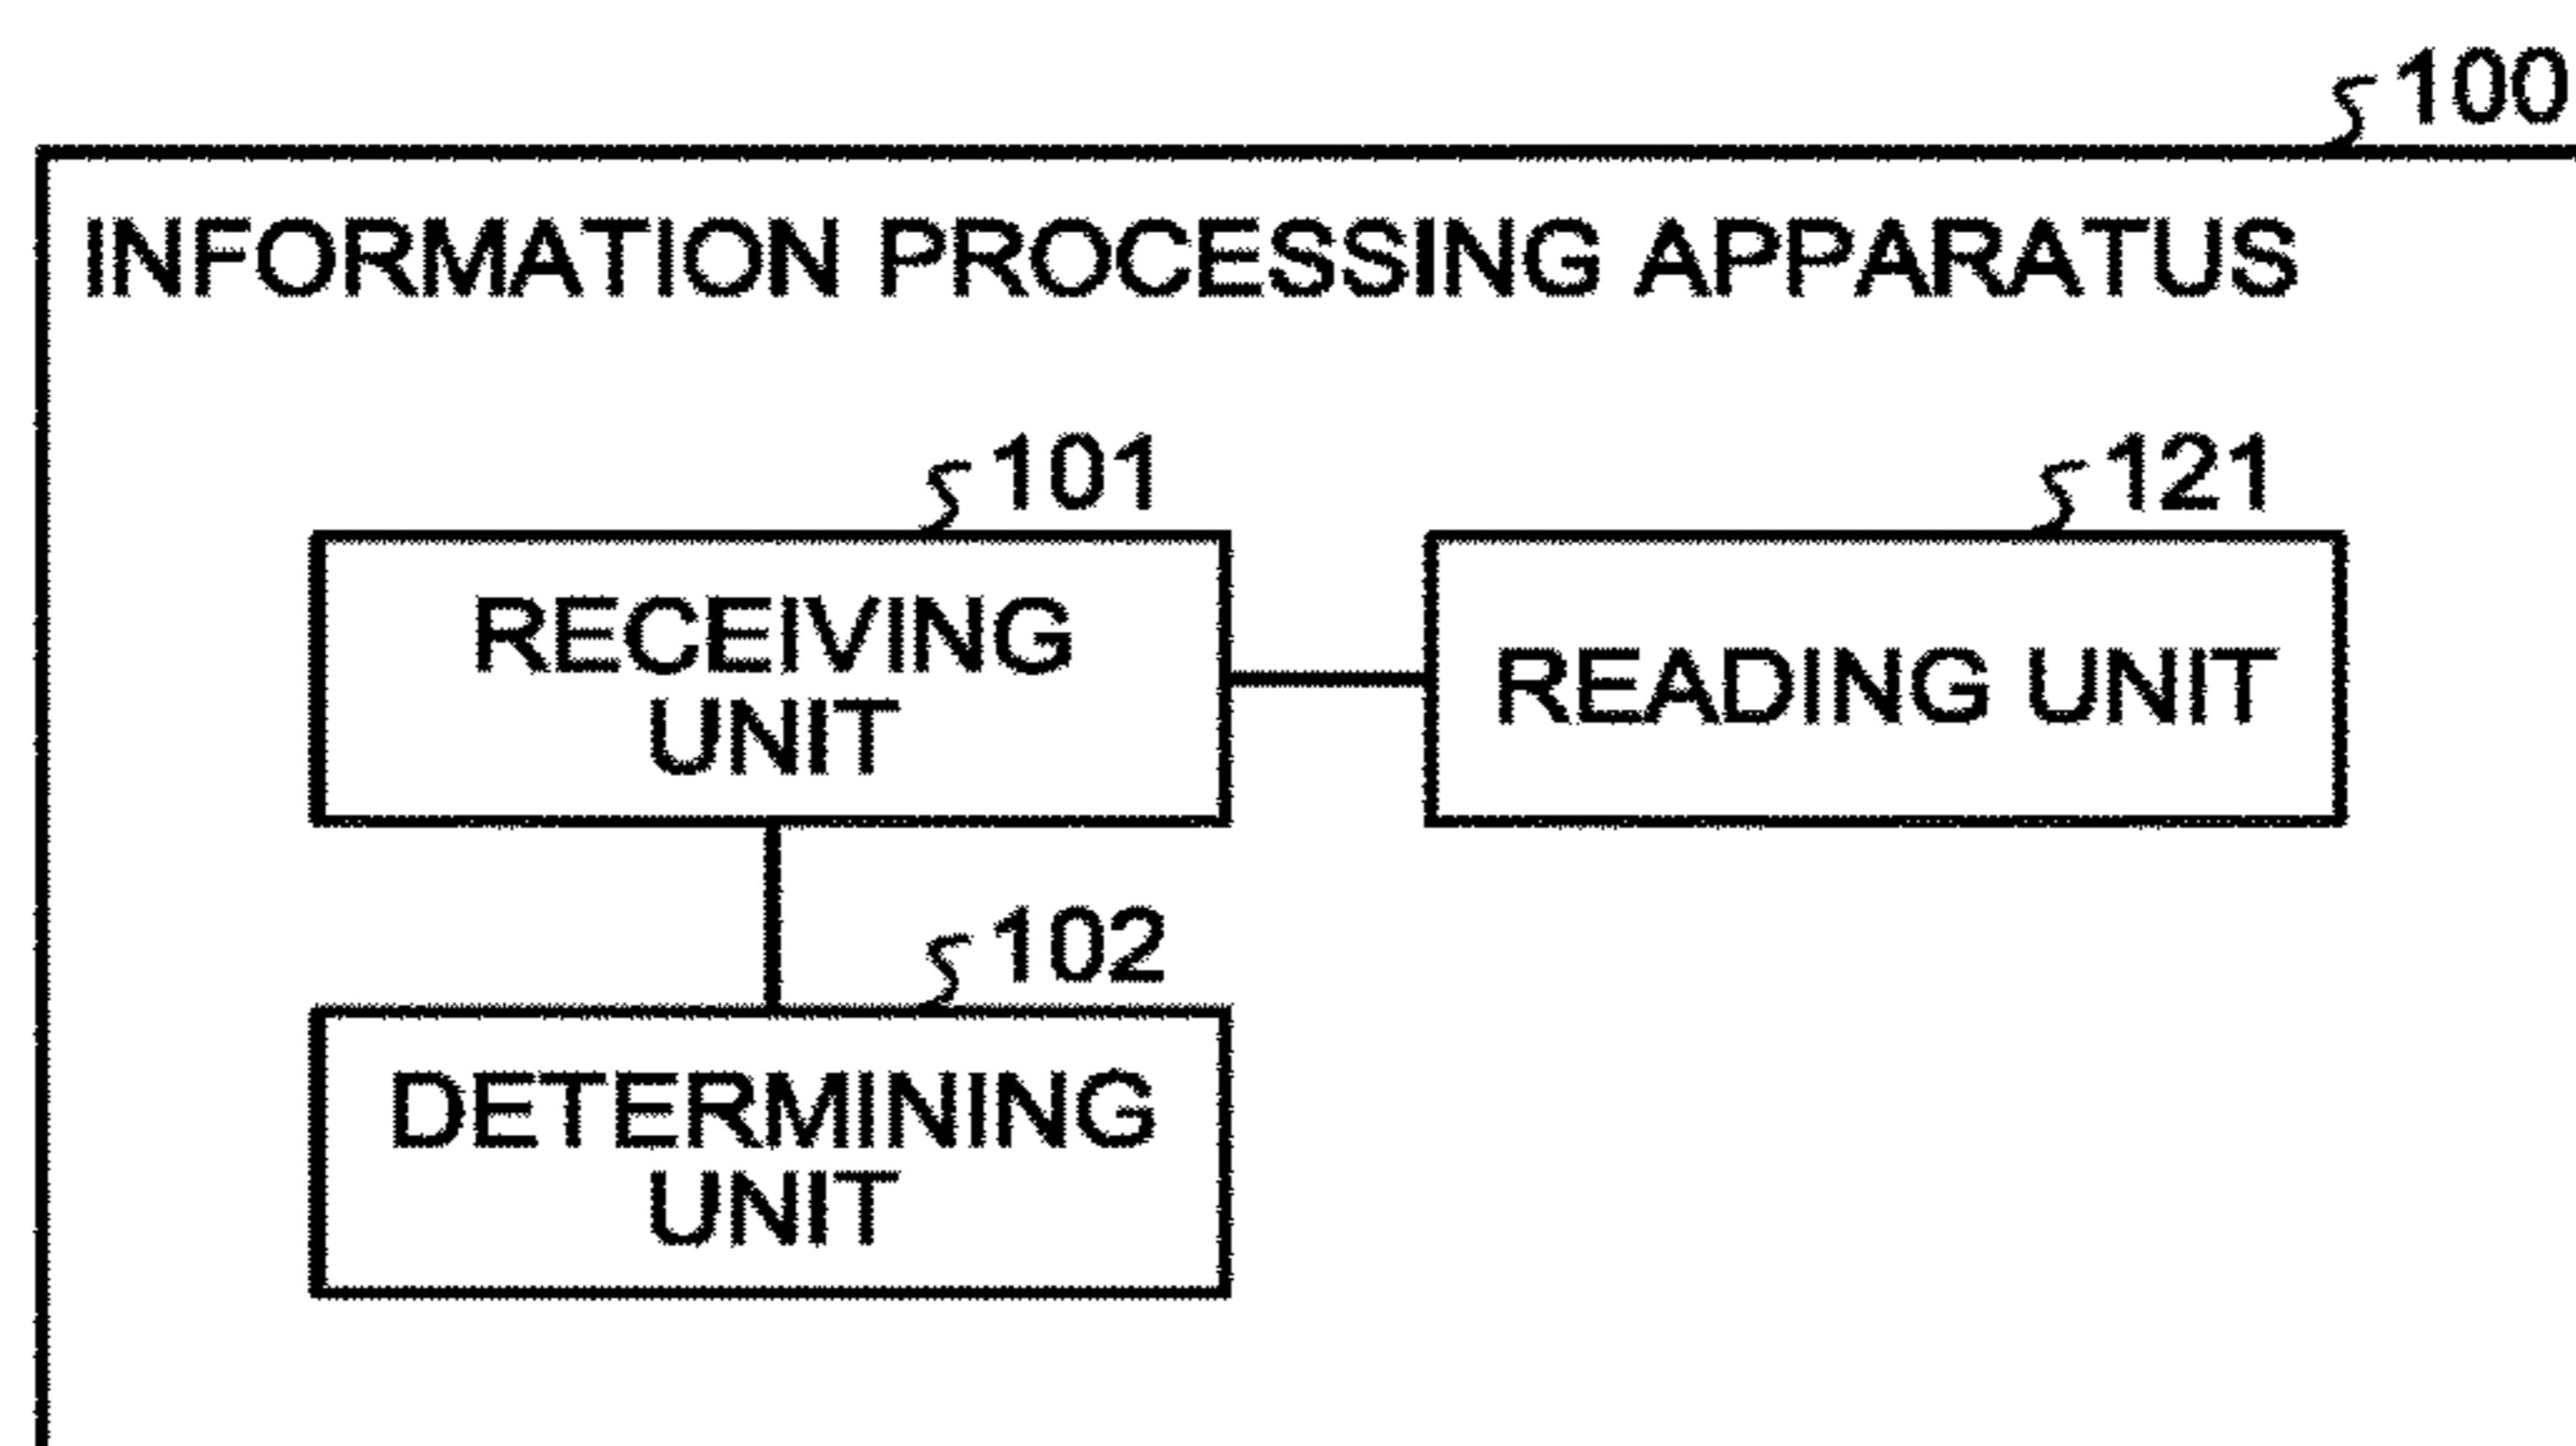 100
INFORMATION PROCESSING APPARATUS
101
121
RECEIVING
UNIT
READING UNIT
102
DETERMINING
UNIT